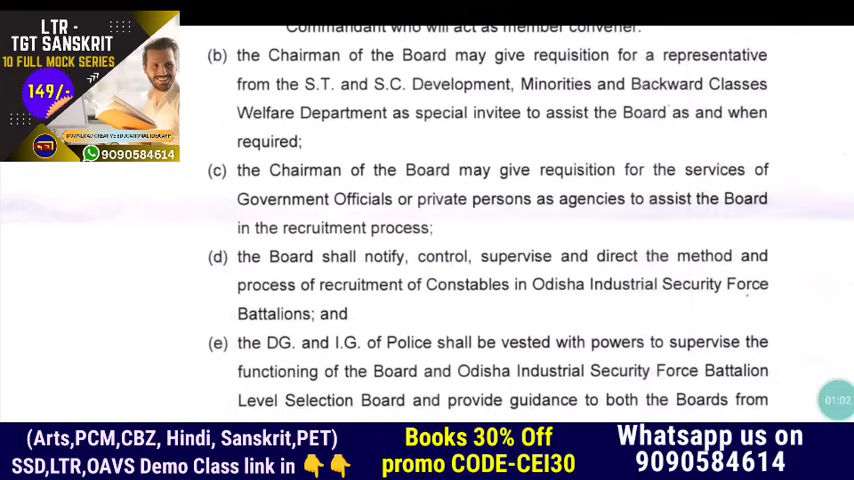 LTR -
TGT SANSKRIT
10 FULL MOCK SERIES
149/-
DOWNLOAD CREATIVE EDUCATIONAL IDEA APP
9090584614
Commandant who will act as member convener.
(b) the Chairman of the Board may give requisition for a representative
from the S.T. and S.C. Development, Minorities and Backward Classes
Welfare Department as special invitee to assist the Board as and when
required;
(c) the Chairman of the Board may give requisition for the services of
Government Officials or private persons as agencies to assist the Board
in the recruitment process;
(d) the Board shall notify, control, supervise and direct the method and
process of recruitment of Constables in Odisha Industrial Security Force
Battalions; and
(e) the DG. and I.G. of Police shall be vested with powers to supervise the
functioning of the Board and Odisha Industrial Security Force Battalion
Level Selection Board and provide guidance to both the Boards from
01:02
(Arts,PCM,CBZ, Hindi, Sanskrit,PET)
SSD,LTR,OAVS Demo Class link in 👇👇
Books 30% Off
promo CODE-CEI30
Whatsapp us on
9090584614